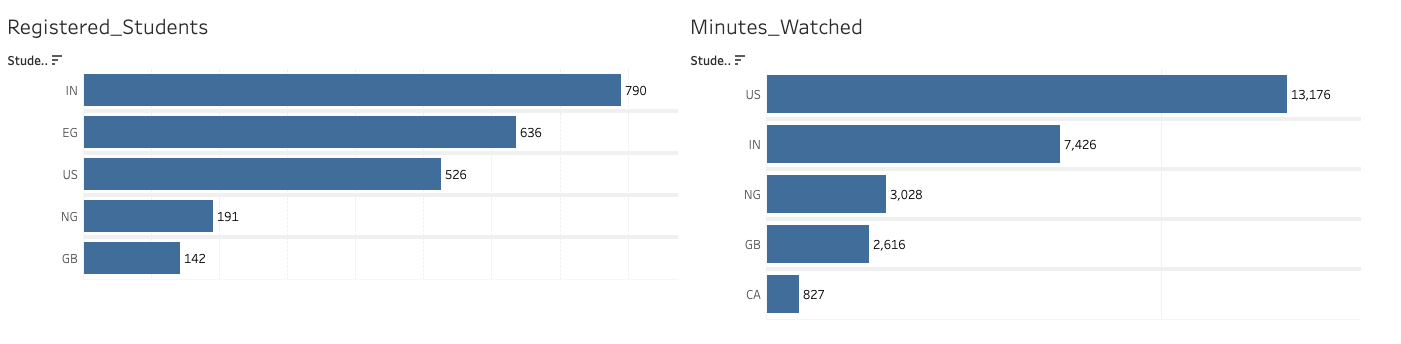 Registered_Students
Stude..
IN 790
EG 636
US 526
NG 191
GB 142
Minutes_Watched
Stude..
US 13,176
IN 7,426
NG 3,028
GB 2,616
CA 827